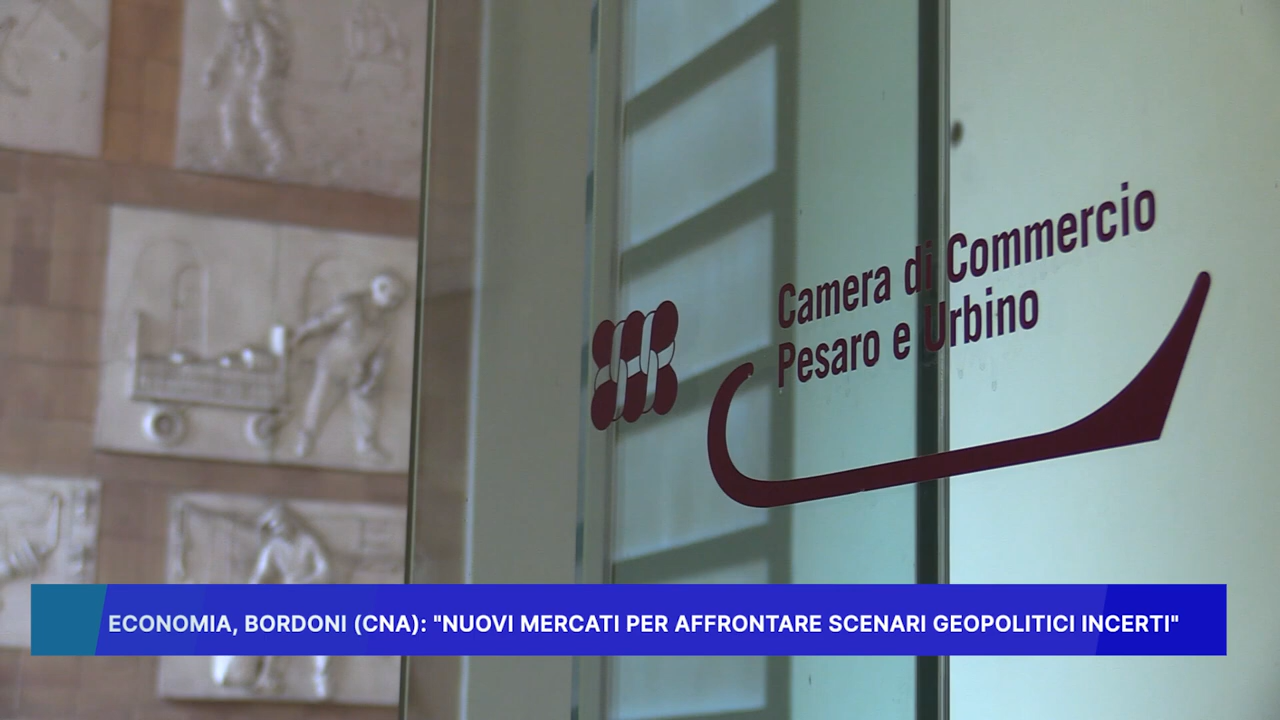 Camera di Commercio
Pesaro e Urbino
ECONOMIA, BORDONI (CNA): "NUOVI MERCATI PER AFFRONTARE SCENARI GEOPOLITICI INCERTI"